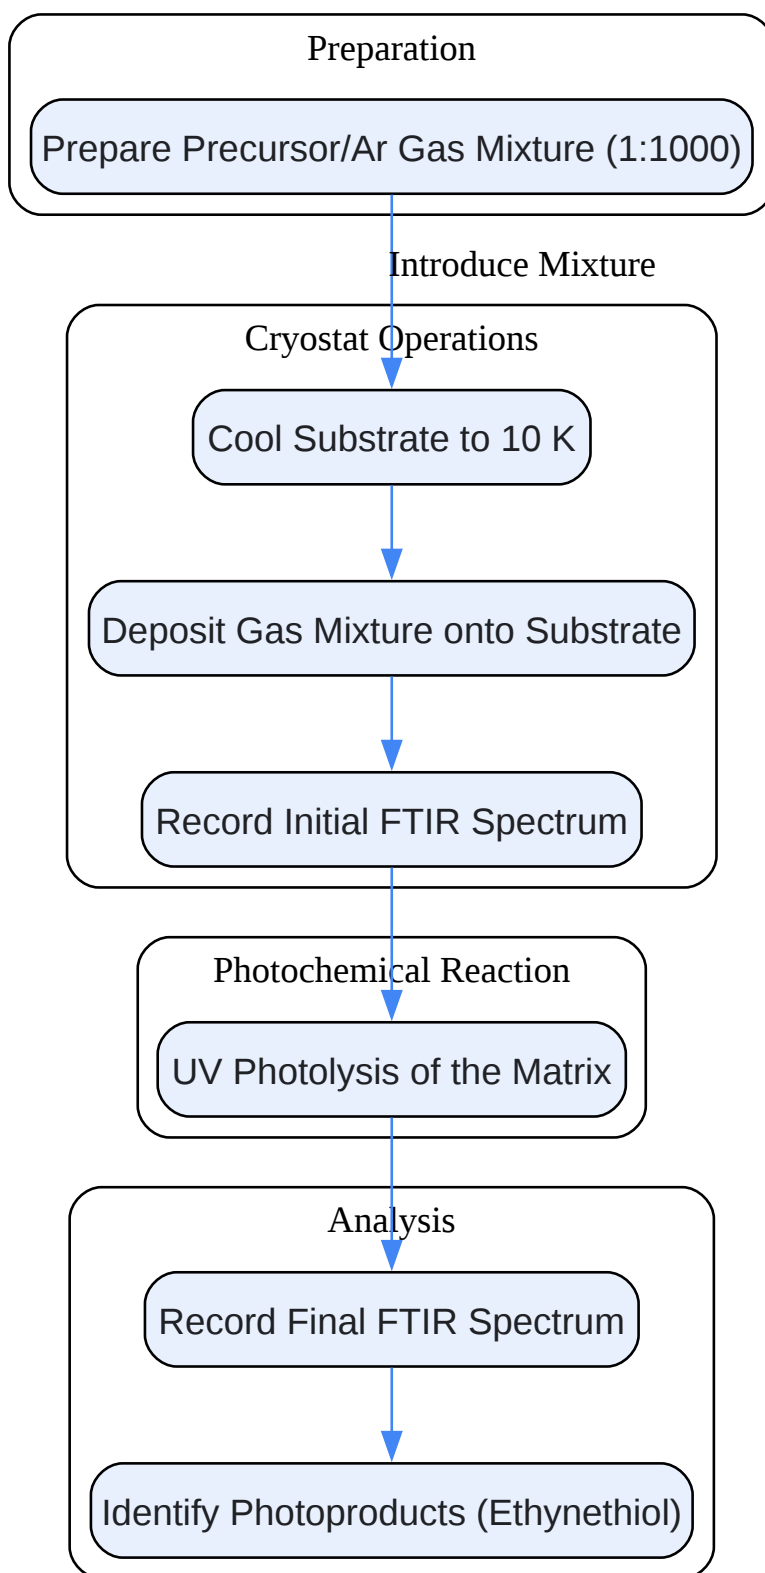 Preparation
Prepare Precursor/Ar Gas Mixture (1:1000)
Introduce Mixture
Cryostat Operations
Cool Substrate to 10 K
Deposit Gas Mixture onto Substrate
Record Initial FTIR Spectrum
Photochemical Reaction
UV Photolysis of the Matrix
Analysis
Record Final FTIR Spectrum
Identify Photoproducts (Ethynethiol)